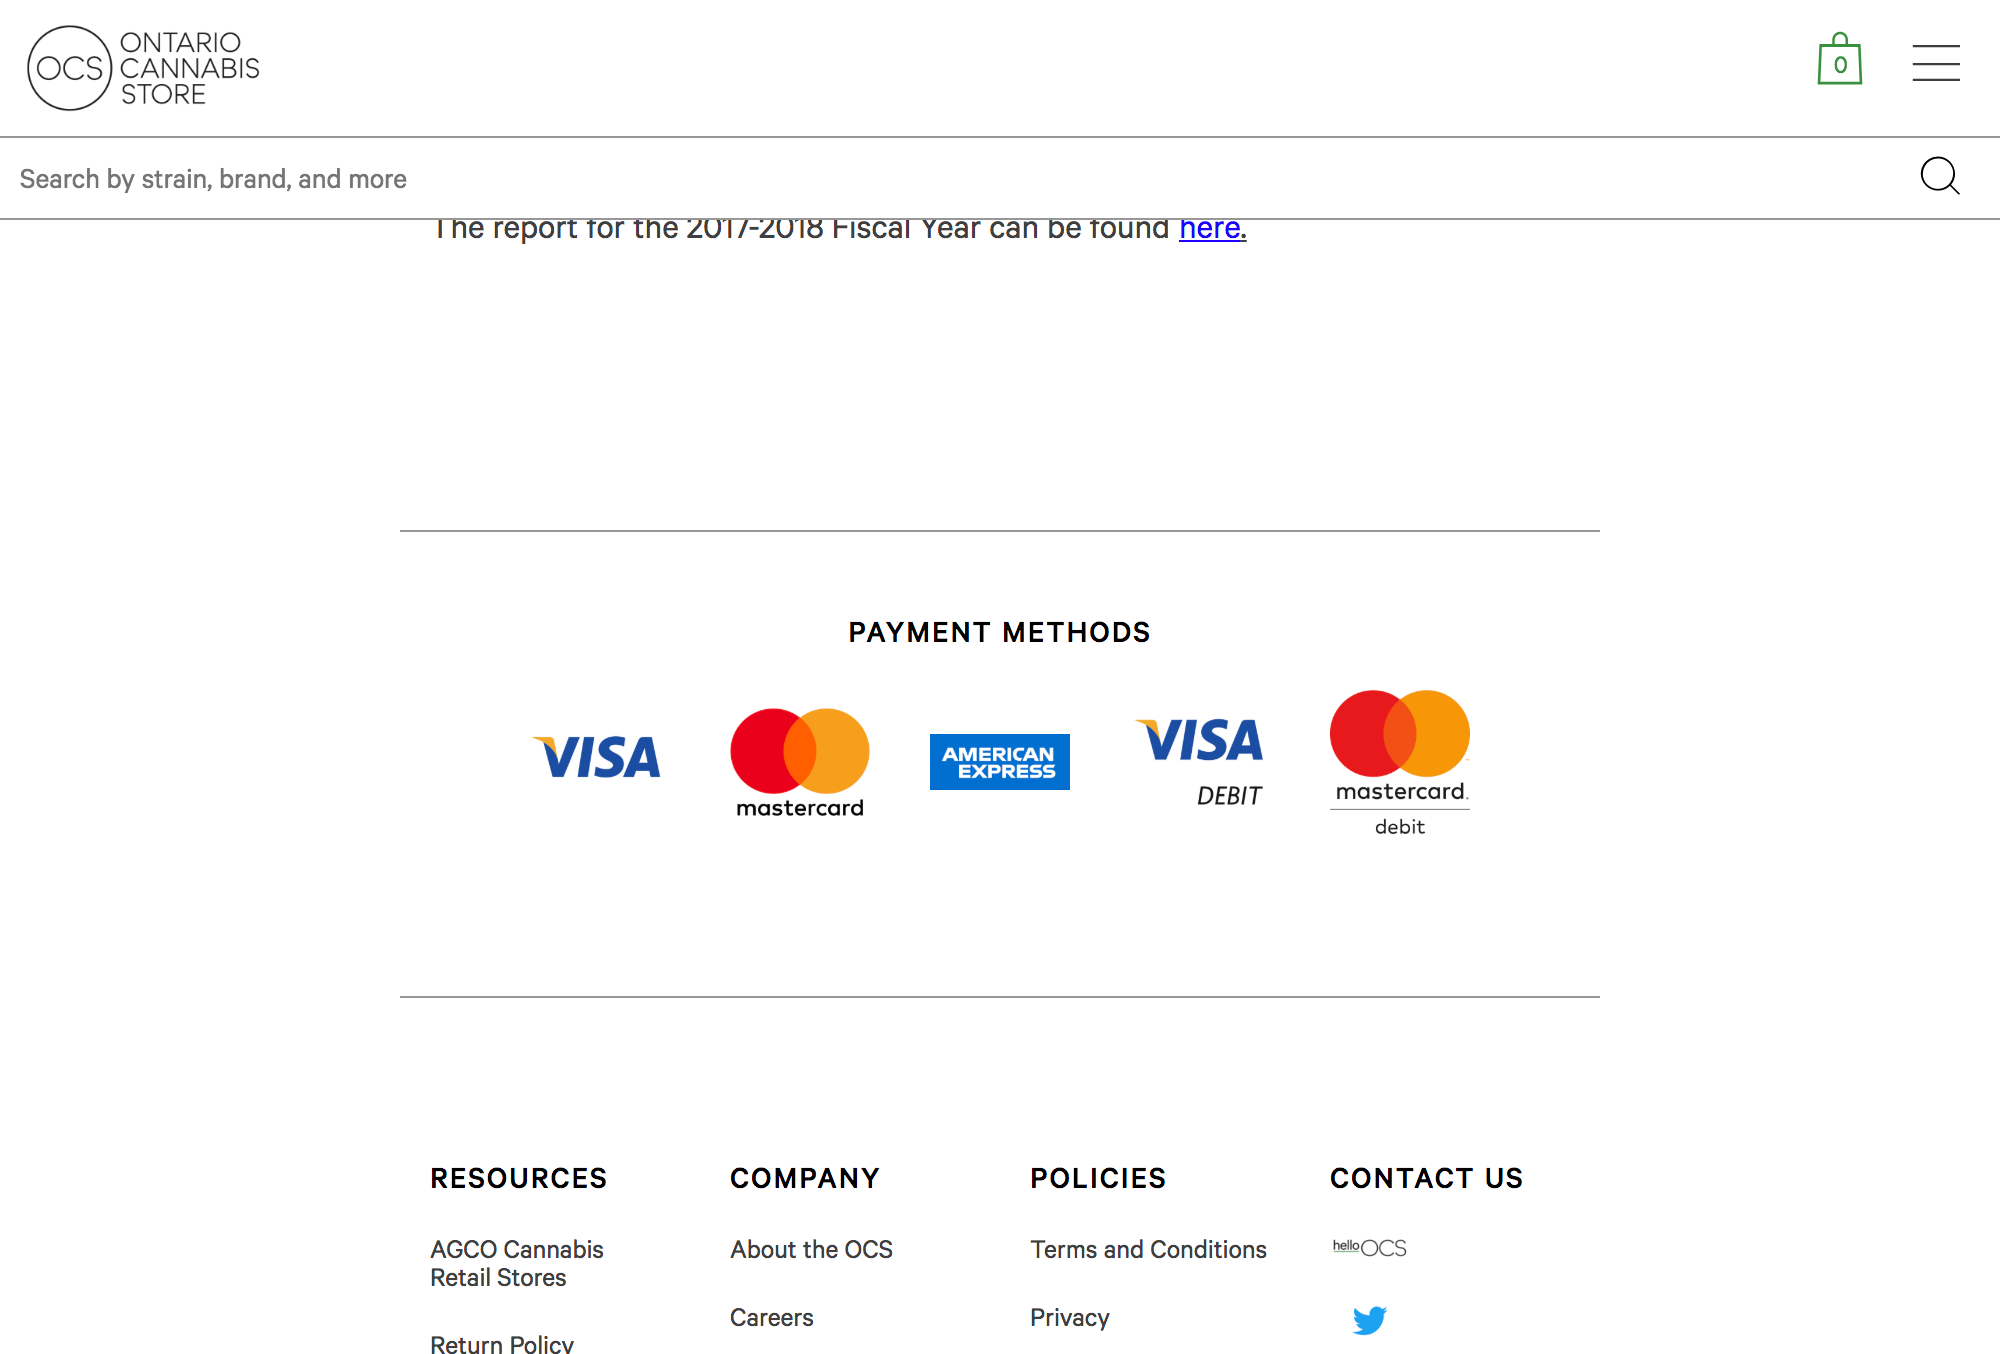 OCS
ONTARIO
CANNABIS
STORE
0
Search by strain, brand, and more
The report for the 2017-2018 Fiscal Year can be found here.
PAYMENT METHODS
VISA
mastercard
AMERICAN
EXPRESS
VISA
DEBIT
mastercard.
debit
RESOURCES
AGCO Cannabis
Retail Stores
Return Policy
COMPANY
About the OCS
Careers
POLICIES
Terms and Conditions
Privacy
CONTACT US
hello OCS